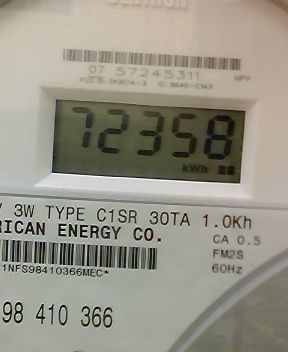 CENTRON
07 57245311
72358
kWh
V 3W TYPE C1SR 30TA 1.0Kh
RICAN ENERGY CO.
CA 0.5
FM2S
60Hz
1NFS98410366MEC*
98 410 366